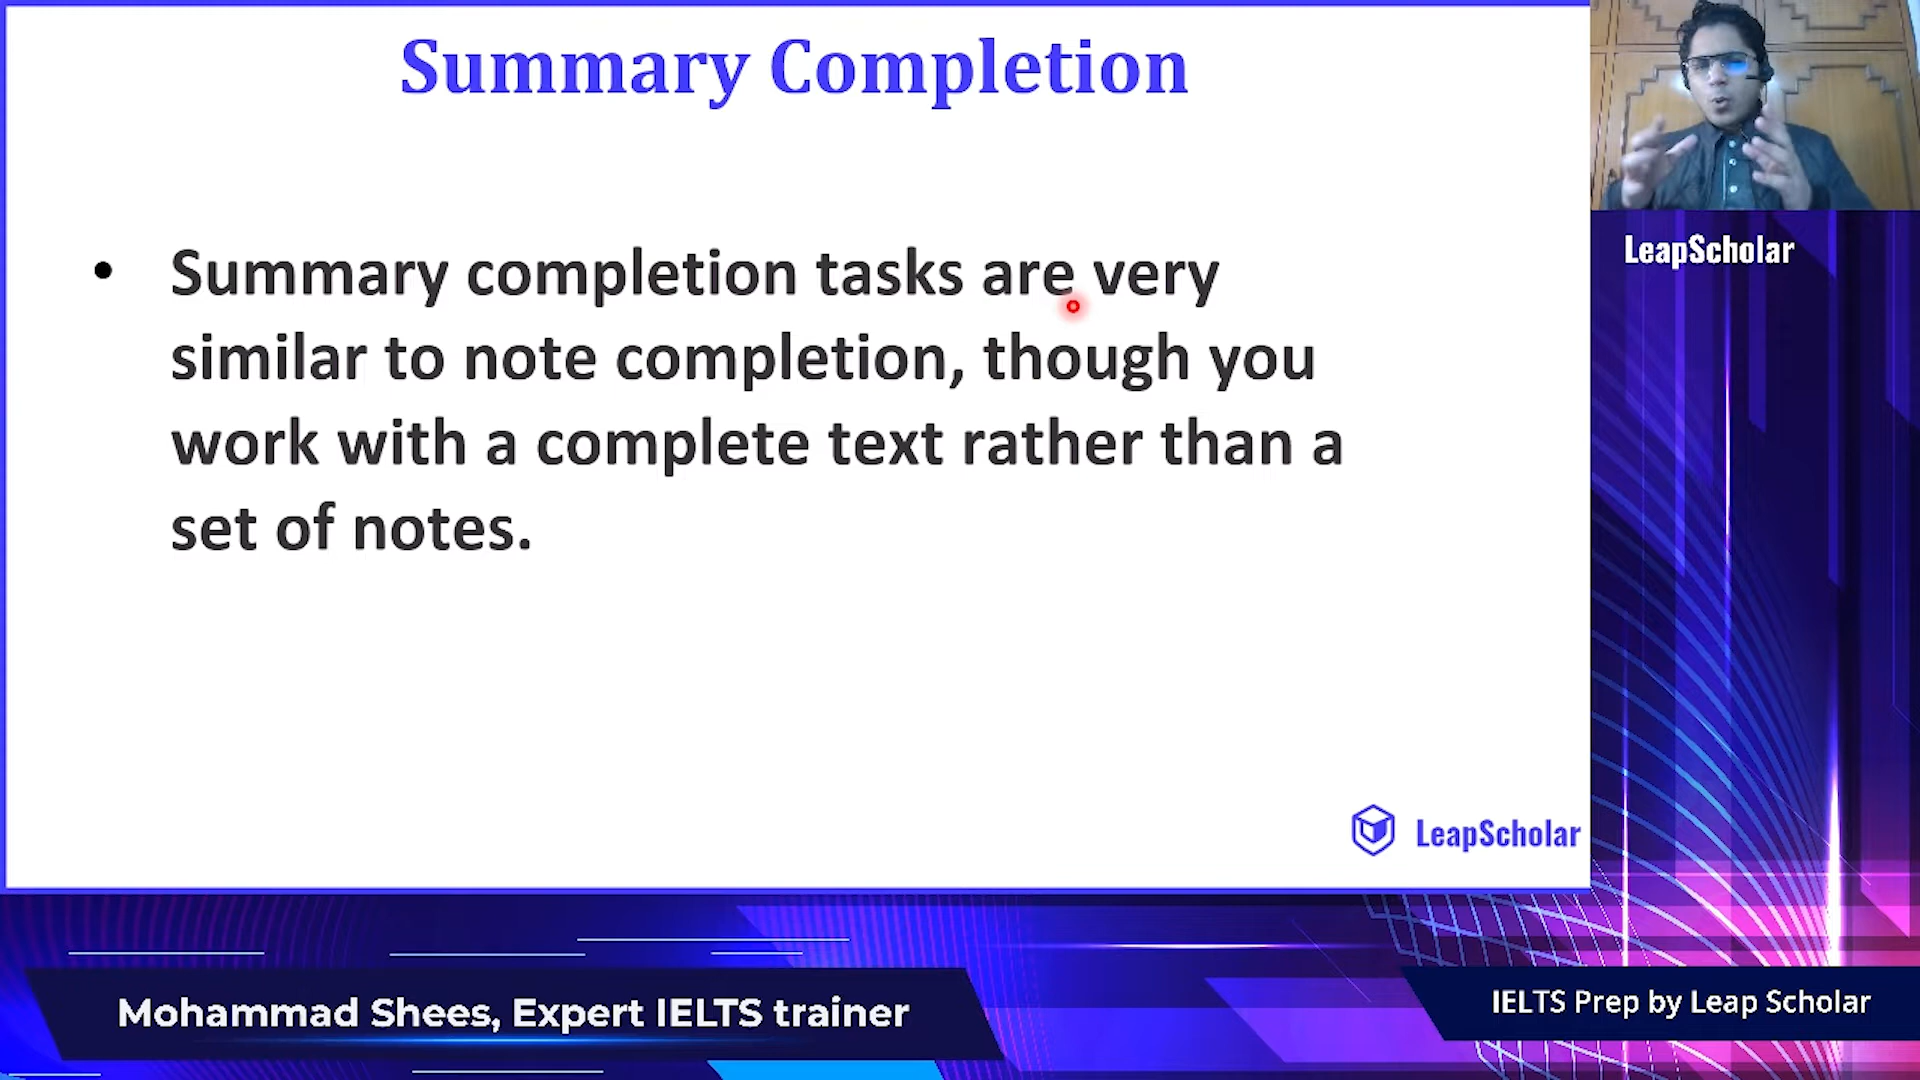 Summary Completion
• Summary completion tasks are very
similar to note completion, though you
work with a complete text rather than a
set of notes.
LeapScholar
LeapScholar
Mohammad Shees, Expert IELTS trainer
IELTS Prep by Leap Scholar